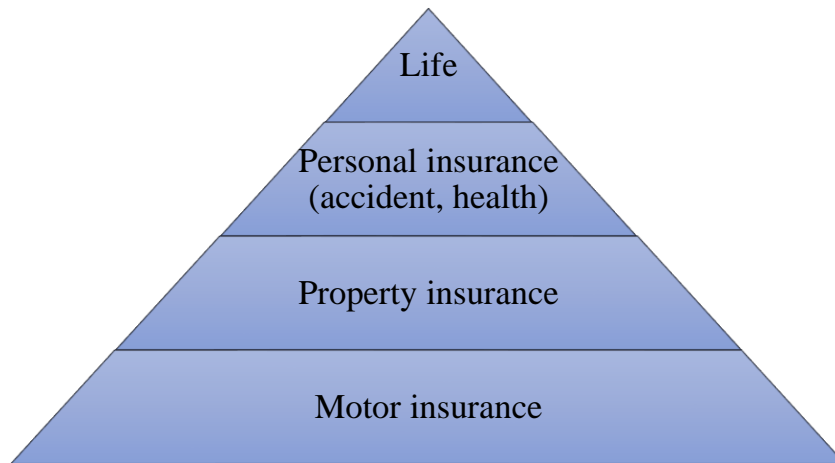 Life
Personal insurance
(accident, health)
Property insurance
Motor insurance